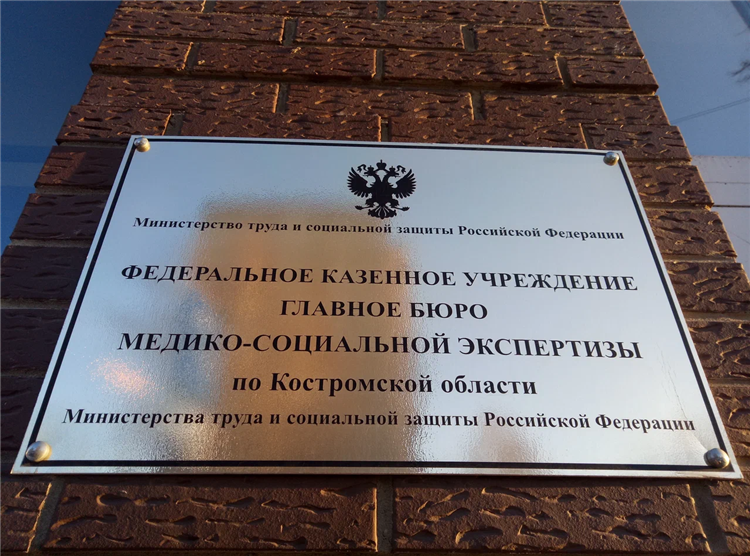 Министерство труда и социальной защиты Российской Федерации
ФЕДЕРАЛЬНОЕ КАЗЕННОЕ УЧРЕЖДЕНИЕ
ГЛАВНОЕ БЮРО
МЕДИКО-СОЦИАЛЬНОЙ ЭКСПЕРТИЗЫ
по Костромской области
Министерства труда и социальной защиты Российской Федерации